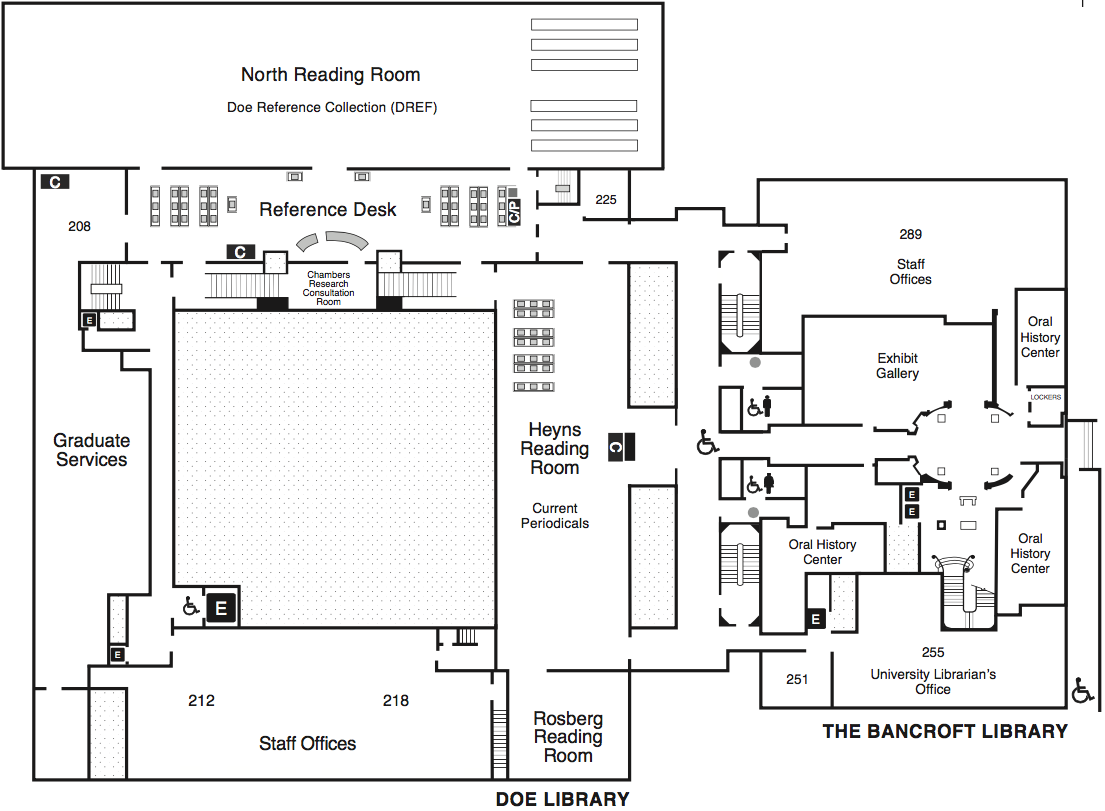 North Reading Room
Doe Reference Collection (DREF)
C
208
Reference Desk
C/P
225
C
Chambers
Research
Consultation
Room
E
289
Staff
Offices
Oral
History
Center
LOCKERS
Exhibit
Gallery
Graduate
Services
Heyns
Reading
Room
C
Current
Periodicals
E
E
Oral History
Center
Oral
History
Center
E
E
E
255
University Librarian's
Office
251
212
218
Staff Offices
Rosberg
Reading
Room
THE BANCROFT LIBRARY
DOE LIBRARY